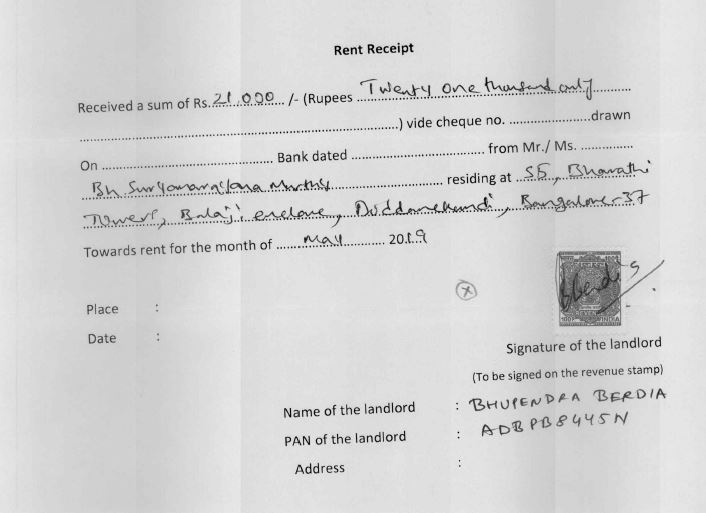 Rent Receipt
Received a sum of Rs. 21,000 /- (Rupees Twenty one thousand only
) vide cheque no. drawn
On Bank dated from Mr./ Ms.
Bh Suryanarayana Murthy residing at S5, Bharathi
Towers, Balaji enclave, Doddanekundi, Bangalore-37
Towards rent for the month of May 2019
Place :
Date :
Signature of the landlord
(To be signed on the revenue stamp)
Name of the landlord : BHUPENDRA BERDIA
PAN of the landlord : ADBPB8445N
Address :